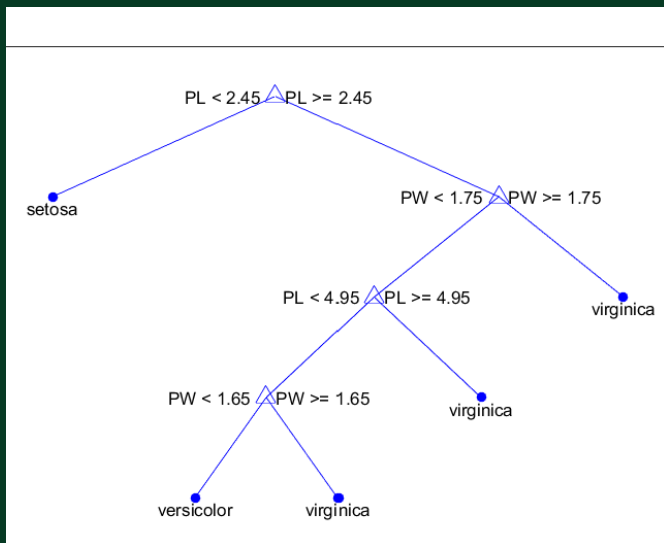 PL < 2.45 PL >= 2.45
setosa
PW < 1.75 PW >= 1.75
PL < 4.95 PL >= 4.95
virginica
PW < 1.65 PW >= 1.65
virginica
versicolor
virginica